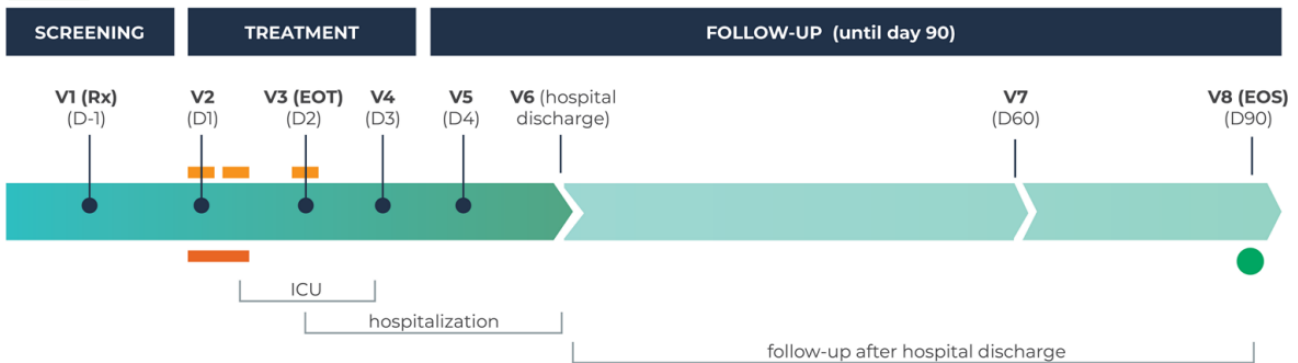 SCREENING
TREATMENT
FOLLOW-UP (until day 90)
V1 (Rx)
(D-1)
V2
(D1)
V3 (EOT)
(D2)
V4
(D3)
V5
(D4)
V6 (hospital
discharge)
V7
(D60)
V8 (EOS)
(D90)
ICU
hospitalization
follow-up after hospital discharge